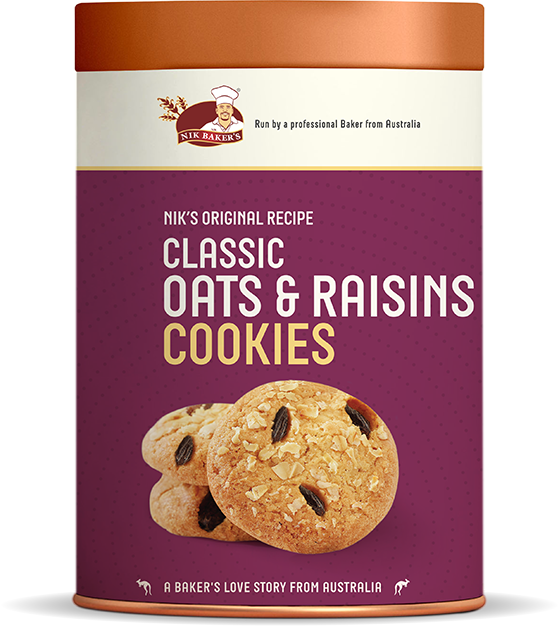 NIK BAKER'S
Run by a professional Baker from Australia
NIK'S ORIGINAL RECIPE
CLASSIC
OATS & RAISINS
COOKIES
A BAKER'S LOVE STORY FROM AUSTRALIA